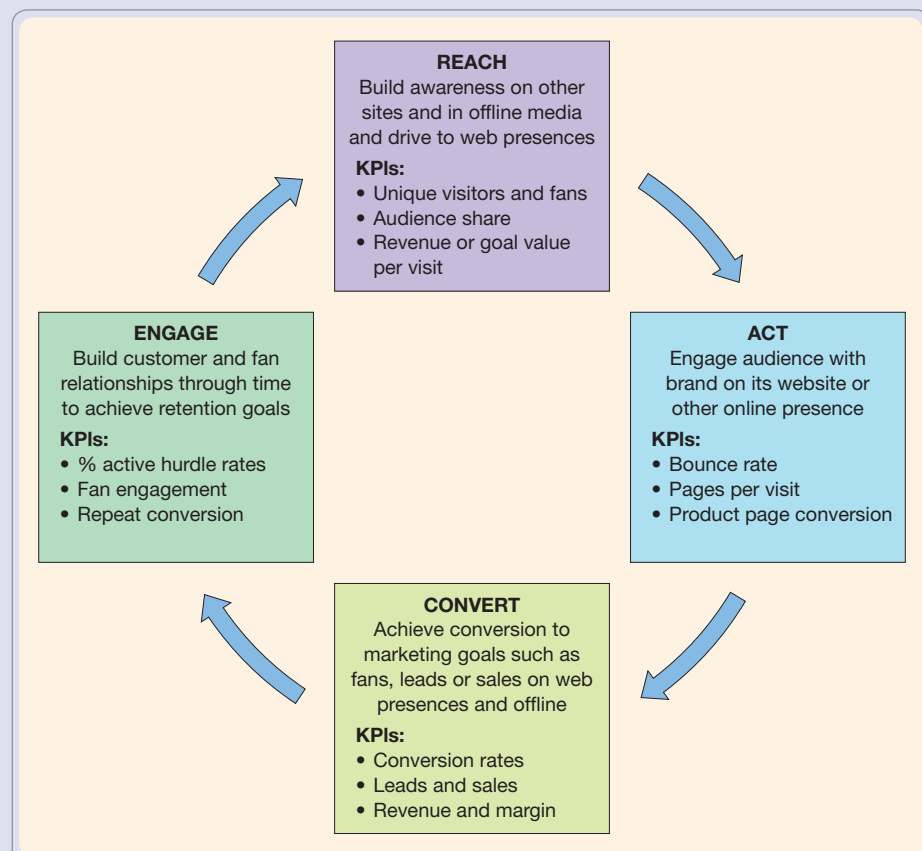 REACH
Build awareness on other
sites and in offline media
and drive to web presences
KPIs:
• Unique visitors and fans
• Audience share
• Revenue or goal value
per visit
ACT
Engage audience with
brand on its website or
other online presence
KPIs:
• Bounce rate
• Pages per visit
• Product page conversion
CONVERT
Achieve conversion to
marketing goals such as
fans, leads or sales on web
presences and offline
KPIs:
• Conversion rates
• Leads and sales
• Revenue and margin
ENGAGE
Build customer and fan
relationships through time
to achieve retention goals
KPIs:
• % active hurdle rates
• Fan engagement
• Repeat conversion